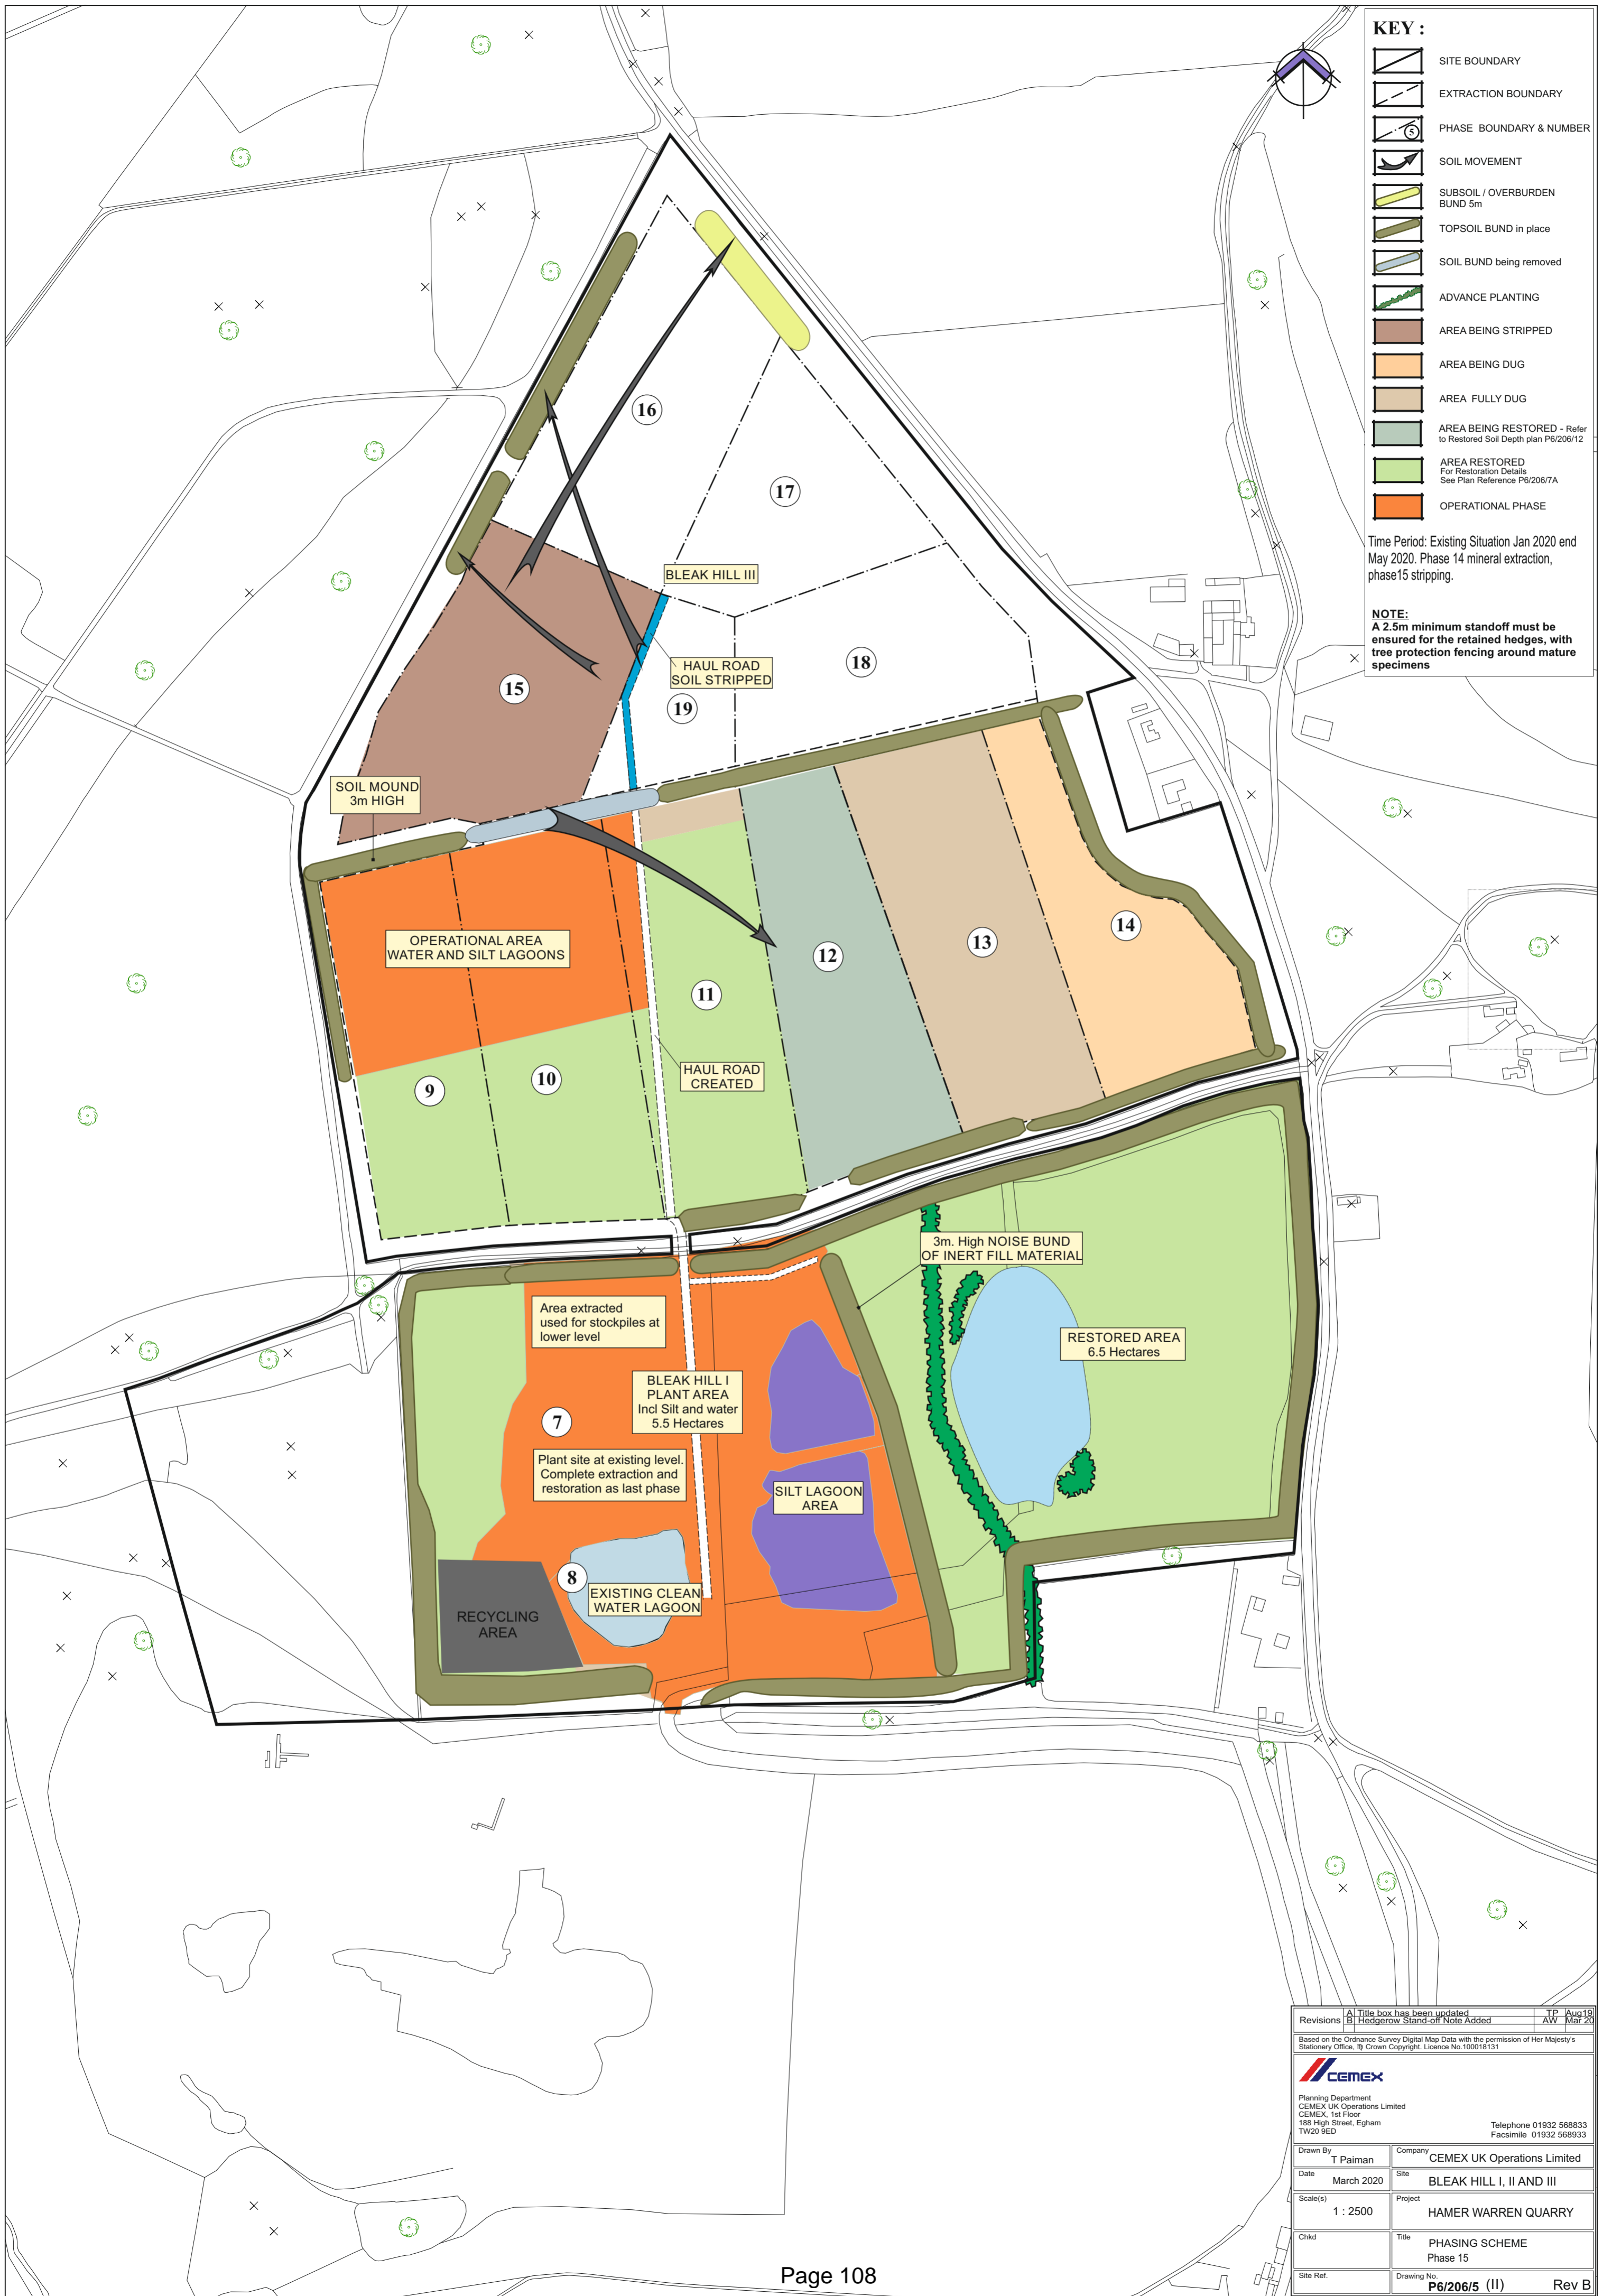 KEY :
SITE BOUNDARY
EXTRACTION BOUNDARY
5
PHASE BOUNDARY & NUMBER
SOIL MOVEMENT
SUBSOIL / OVERBURDEN
BUND 5m
TOPSOIL BUND in place
SOIL BUND being removed
ADVANCE PLANTING
AREA BEING STRIPPED
AREA BEING DUG
AREA FULLY DUG
AREA BEING RESTORED - Refer
to Restored Soil Depth plan P6/206/12
AREA RESTORED
For Restoration Details
See Plan Reference P6/206/7A
OPERATIONAL PHASE
Time Period: Existing Situation Jan 2020 end
May 2020. Phase 14 mineral extraction,
phase15 stripping.
NOTE:
A 2.5m minimum standoff must be
ensured for the retained hedges, with
tree protection fencing around mature
specimens
16
17
BLEAK HILL III
HAUL ROAD
SOIL STRIPPED
18
15
19
SOIL MOUND
3m HIGH
OPERATIONAL AREA
WATER AND SILT LAGOONS
14
13
12
11
HAUL ROAD
CREATED
10
9
3m. High NOISE BUND
OF INERT FILL MATERIAL
Area extracted
used for stockpiles at
lower level
RESTORED AREA
6.5 Hectares
BLEAK HILL I
PLANT AREA
Incl Silt and water
5.5 Hectares
7
Plant site at existing level.
Complete extraction and
restoration as last phase
SILT LAGOON
AREA
8
EXISTING CLEAN
WATER LAGOON
RECYCLING
AREA
Revisions
A Title box has been updated TP Aug19
B Hedgerow Stand-off Note Added AW Mar 20
Based on the Ordnance Survey Digital Map Data with the permission of Her Majesty's
Stationery Office, Crown Copyright. Licence No.100018131
CEMEX
Planning Department
CEMEX UK Operations Limited
CEMEX, 1st Floor
188 High Street, Egham
TW20 9ED
Telephone 01932 568833
Facsimile 01932 568933
Drawn By
T Paiman
Company
CEMEX UK Operations Limited
Date
March 2020
Site
BLEAK HILL I, II AND III
Scale(s)
1 : 2500
Project
HAMER WARREN QUARRY
Chkd
Title
PHASING SCHEME
Phase 15
Site Ref.
Drawing No.
P6/206/5 (II) Rev B
Page 108